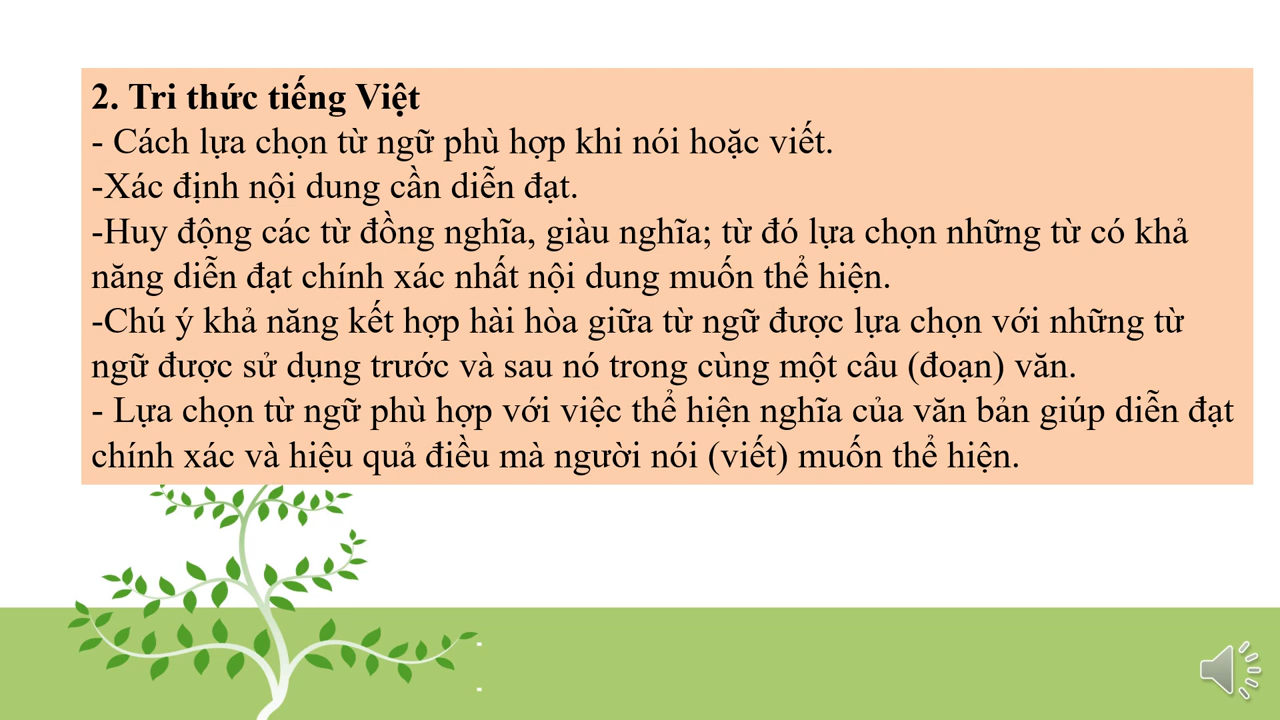 2. Tri thức tiếng Việt
- Cách lựa chọn từ ngữ phù hợp khi nói hoặc viết.
-Xác định nội dung cần diễn đạt.
-Huy động các từ đồng nghĩa, giàu nghĩa; từ đó lựa chọn những từ có khả
năng diễn đạt chính xác nhất nội dung muốn thể hiện.
-Chú ý khả năng kết hợp hài hòa giữa từ ngữ được lựa chọn với những từ
ngữ được sử dụng trước và sau nó trong cùng một câu (đoạn) văn.
- Lựa chọn từ ngữ phù hợp với việc thể hiện nghĩa của văn bản giúp diễn đạt
chính xác và hiệu quả điều mà người nói (viết) muốn thể hiện.